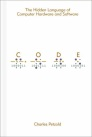 The Hidden Language of
Computer Hardware and Software
C O D E
Charles Petzold